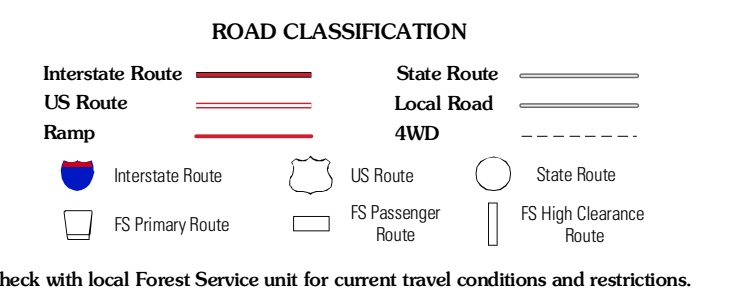 ROAD CLASSIFICATION
Interstate Route
State Route
US Route
Local Road
Ramp
4WD
Interstate Route
US Route
State Route
FS Primary Route
FS Passenger
Route
FS High Clearance
Route
heck with local Forest Service unit for current travel conditions and restrictions.